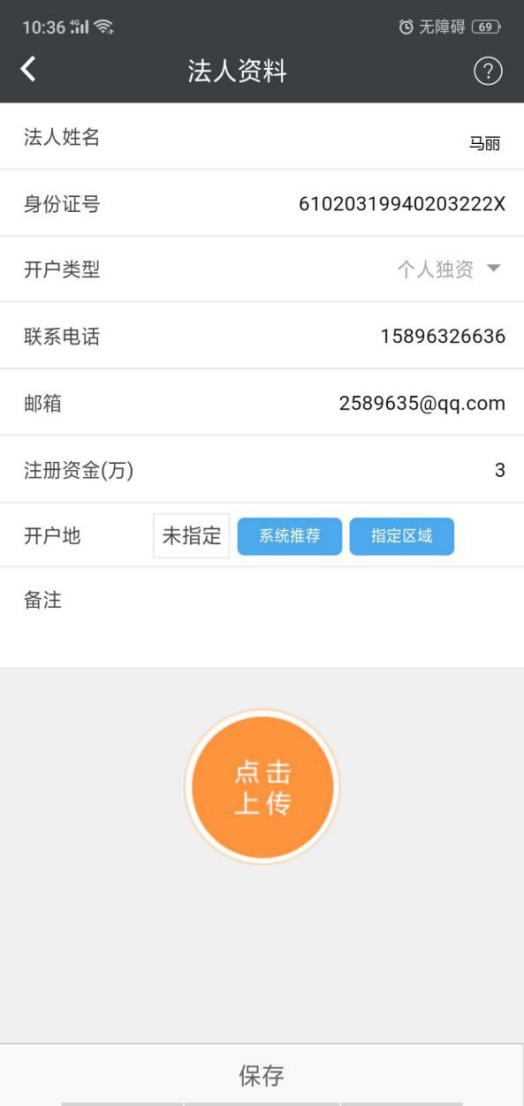 10:36 4G 无障碍 69
法人资料 ?
法人姓名 马丽
身份证号 61020319940203222X
开户类型 个人独资
联系电话 15896326636
邮箱 2589635@qq.com
注册资金(万) 3
开户地 未指定 系统推荐 指定区域
备注
点击
上传
保存